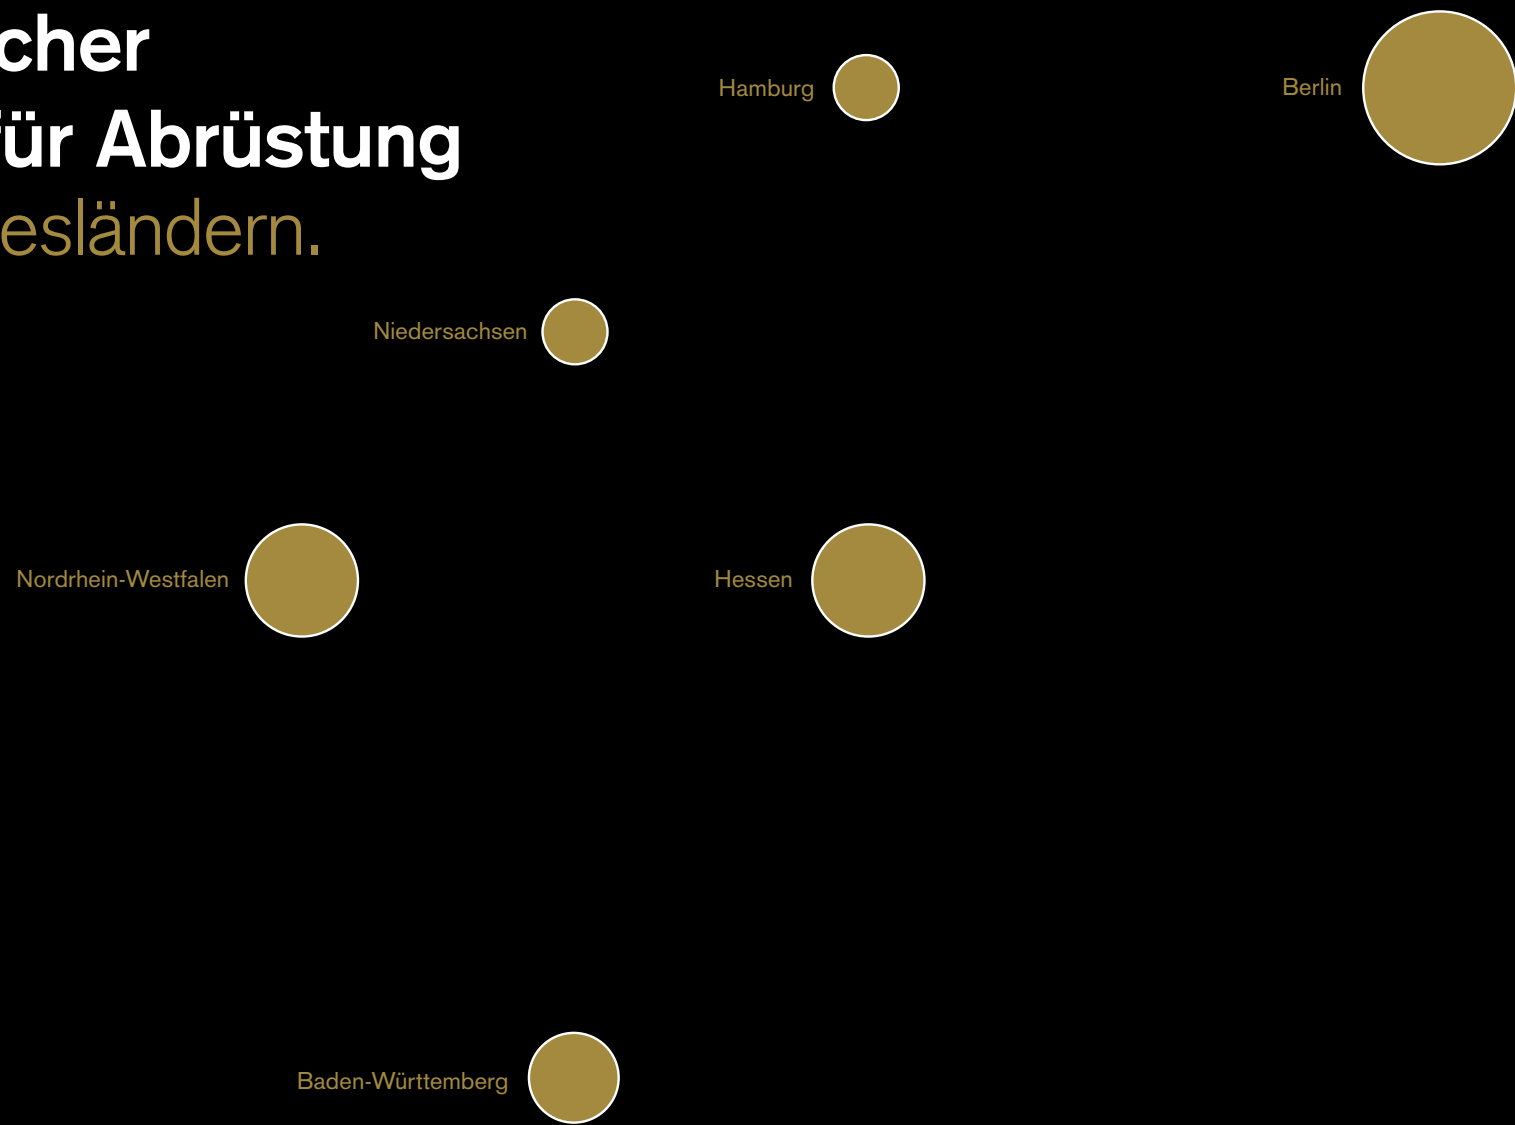 cher
für Abrüstung
esländern.
Hamburg
Berlin
Niedersachsen
Nordrhein-Westfalen
Hessen
Baden-Württemberg